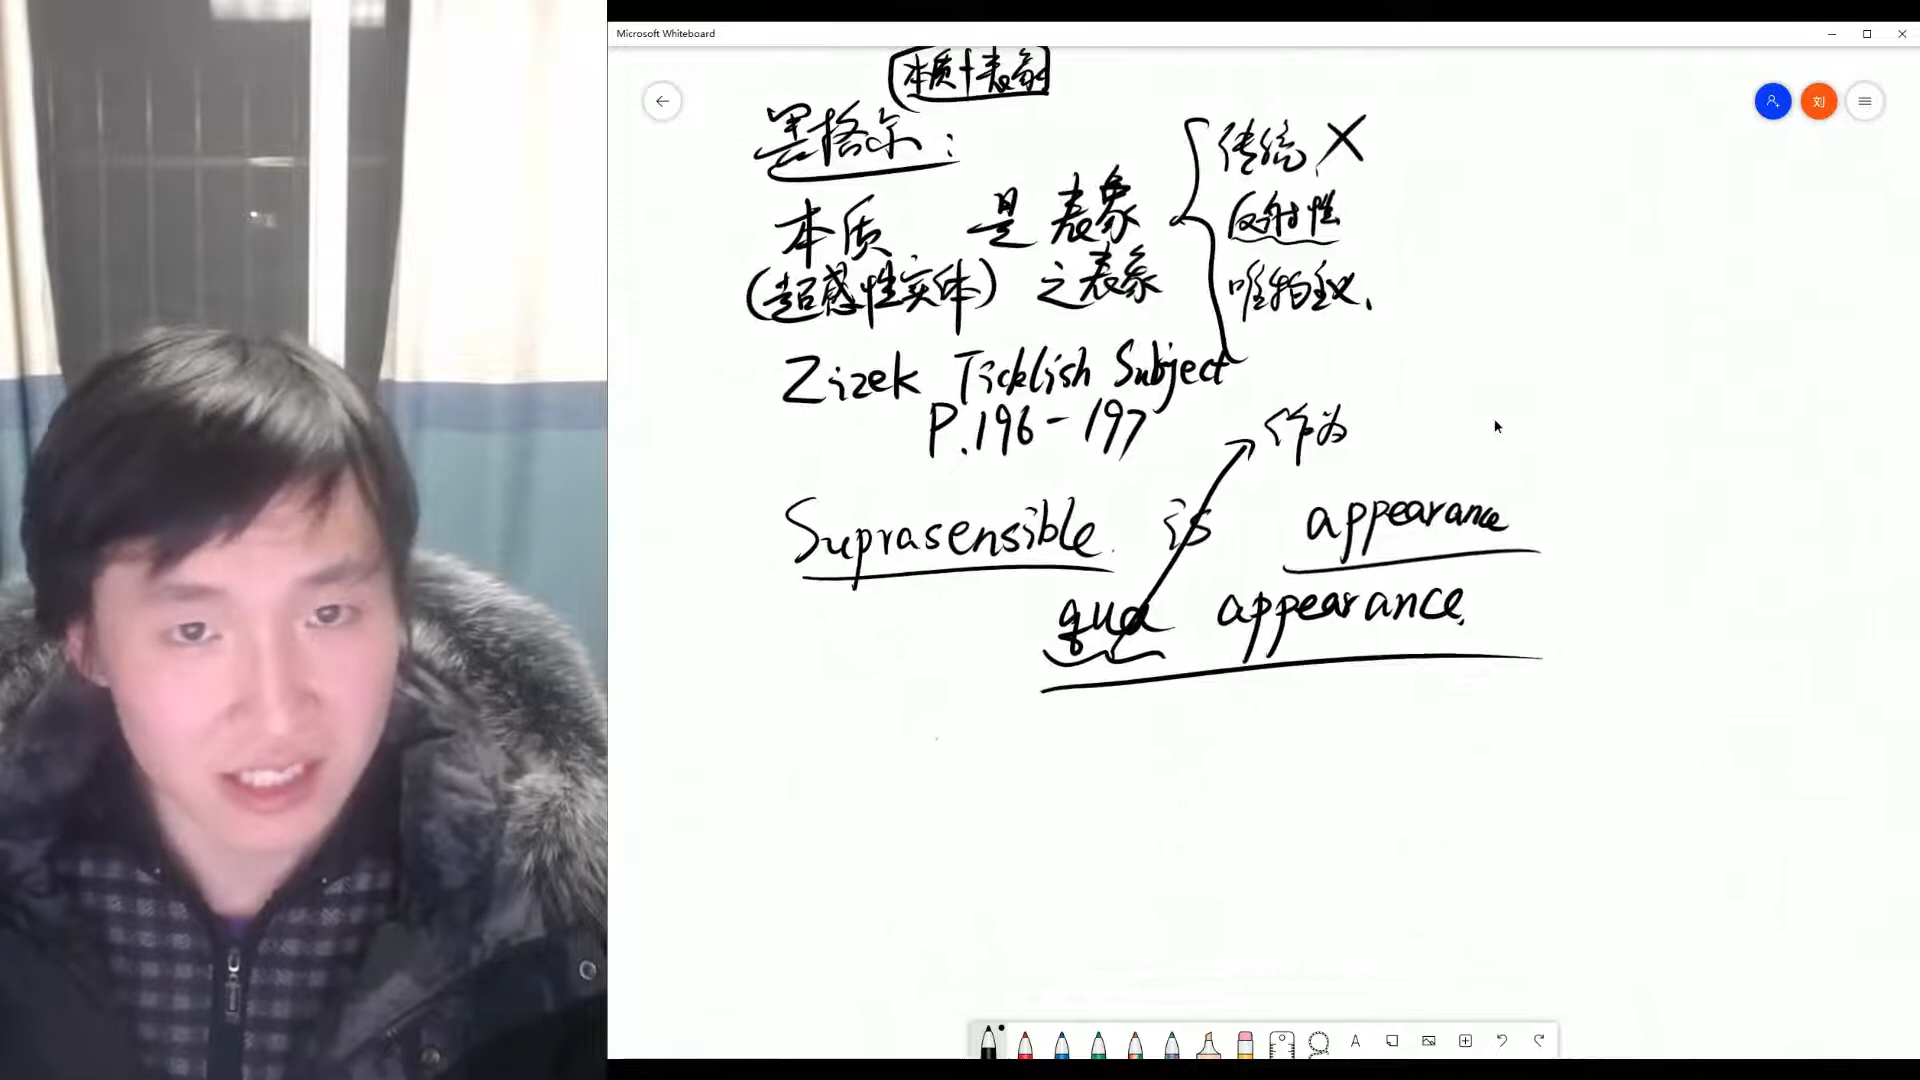 Microsoft Whiteboard
本质+表象
刘
黑格尔:
传统 ×
本质 是 表象
反射性
(超感性实体) 之表象
唯物主义.
Zizek Ticklish Subject
P.196-197
作为
Suprasensible is appearance
qua appearance.
A